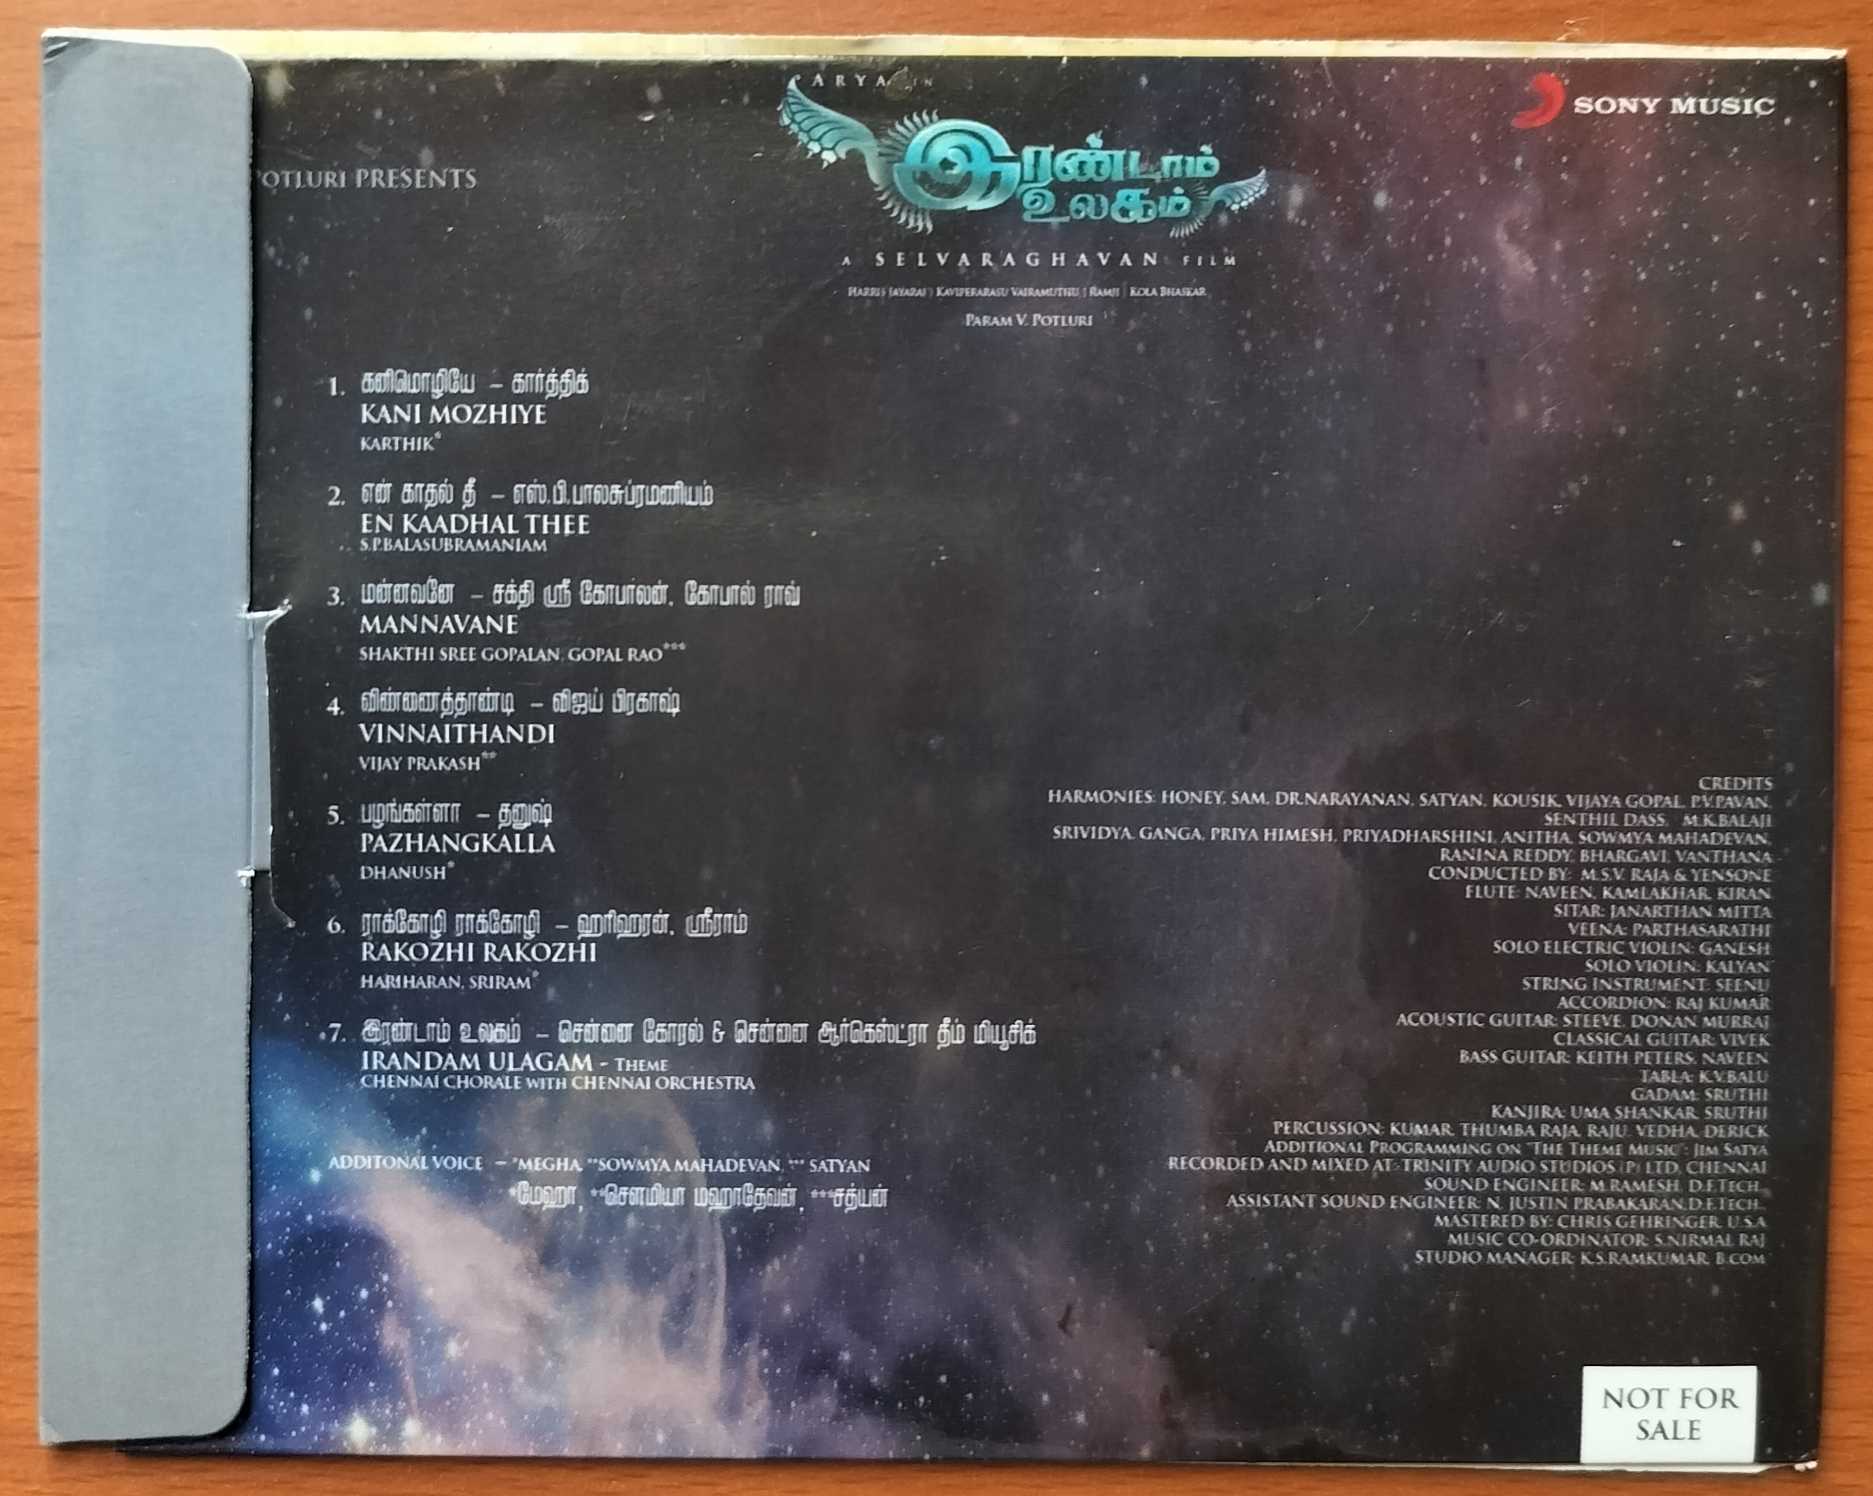 ARYA IN
இரண்டாம்
உலகம்
SONY MUSIC
POTLURI PRESENTS
A SELVARAGHAVAN FILM
HARRIS JAYARAJ | KAVIPERARASU VAIRAMUTHU | RAMJI | KOLA BHASKAR
PARAM V. POTLURI
1. கனிமொழியே – கார்த்திக்
KANI MOZHIYE
KARTHIK*
2. என் காதல் தீ – எஸ்.பி.பாலசுப்ரமணியம்
EN KAADHAL THEE
S.P.BALASUBRAMANIAM
3. மன்னவனே – சக்தி ஸ்ரீ கோபாலன், கோபால் ராவ்
MANNAVANE
SHAKTHI SREE GOPALAN, GOPAL RAO***
4. விண்ணைத்தாண்டி – விஜய் பிரகாஷ்
VINNAITHANDI
VIJAY PRAKASH**
5. பழங்கள்ளா – தனுஷ்
PAZHANGKALLA
DHANUSH*
6. ராக்கோழி ராக்கோழி – ஹரிஹரன், ஸ்ரீராம்
RAKOZHI RAKOZHI
HARIHARAN, SRIRAM*
7. இரண்டாம் உலகம் – சென்னை கோரல் & சென்னை ஆர்கெஸ்ட்ரா தீம் மியூசிக்
IRANDAM ULAGAM - THEME
CHENNAI CHORALE WITH CHENNAI ORCHESTRA
ADDITONAL VOICE – *MEGHA, **SOWMYA MAHADEVAN, *** SATYAN
*மேஹா, **சௌமியா மஹாதேவன், ***சத்யன்
CREDITS
HARMONIES: HONEY, SAM, DR.NARAYANAN, SATYAN, KOUSIK, VIJAYA GOPAL, P.V.PAVAN,
SENTHIL DASS, M.K.BALAJI
SRIVIDYA, GANGA, PRIYA HIMESH, PRIYADHARSHINI, ANITHA, SOWMYA MAHADEVAN,
RANINA REDDY, BHARGAVI, VANTHANA
CONDUCTED BY: M.S.V. RAJA & YENSONE
FLUTE: NAVEEN, KAMLAKHAR, KIRAN
SITAR: JANARTHAN MITTA
VEENA: PARTHASARATHI
SOLO ELECTRIC VIOLIN: GANESH
SOLO VIOLIN: KALYAN
STRING INSTRUMENT: SEENU
ACCORDION: RAJ KUMAR
ACOUSTIC GUITAR: STEEVE, DONAN MURRAJ
CLASSICAL GUITAR: VIVEK
BASS GUITAR: KEITH PETERS, NAVEEN
TABLA: K.V.BALU
GADAM: SRUTHI
KANJIRA: UMA SHANKAR, SRUTHI
PERCUSSION: KUMAR, THUMBA RAJA, RAJU, VEDHA, DERICK
ADDITIONAL PROGRAMMING ON "THE THEME MUSIC": JIM SATYA
RECORDED AND MIXED AT: TRINITY AUDIO STUDIOS (P) LTD, CHENNAI
SOUND ENGINEER: M.RAMESH, D.F.TECH.,
ASSISTANT SOUND ENGINEER: N. JUSTIN PRABAKARAN,D.F.TECH.,
MASTERED BY: CHRIS GEHRINGER, U.S.A
MUSIC CO-ORDINATOR: S.NIRMAL RAJ
STUDIO MANAGER: K.S.RAMKUMAR, B.COM
NOT FOR
SALE